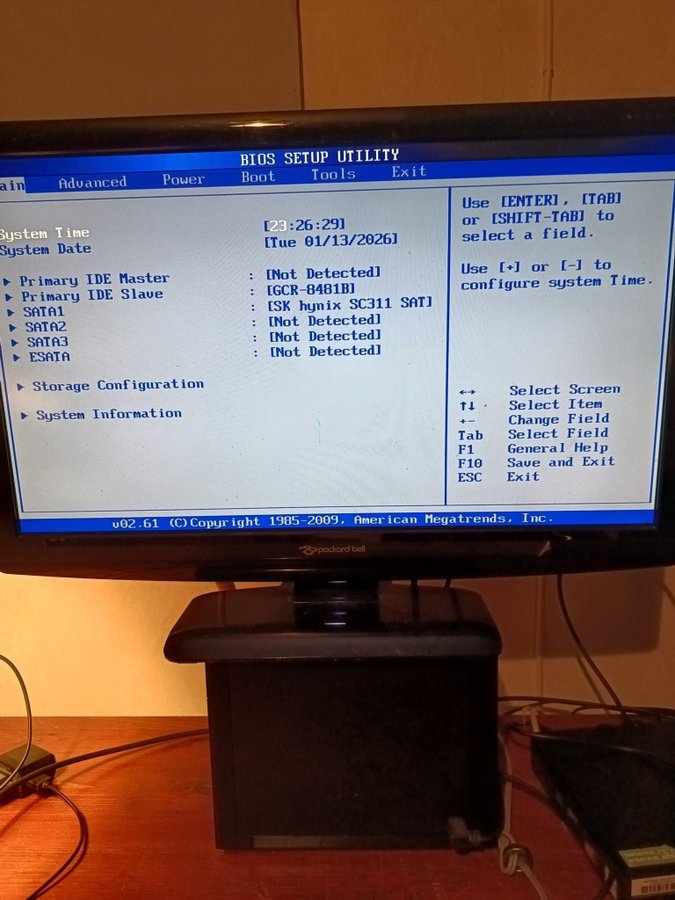 BIOS SETUP UTILITY
ain Advanced Power Boot Tools Exit
System Time [23:26:29]
System Date [Tue 01/13/2026]
Primary IDE Master : [Not Detected]
Primary IDE Slave : [GCR-8481B]
SATA1 : [SK hynix SC311 SAT]
SATA2 : [Not Detected]
SATA3 : [Not Detected]
ESATA : [Not Detected]
Storage Configuration
System Information
Use [ENTER], [TAB]
or [SHIFT-TAB] to
select a field.
Use [+] or [-] to
configure system Time.
↔ Select Screen
↑↓ Select Item
+- Change Field
Tab Select Field
F1 General Help
F10 Save and Exit
ESC Exit
v02.61 (C)Copyright 1985-2009, American Megatrends, Inc.
packard bell